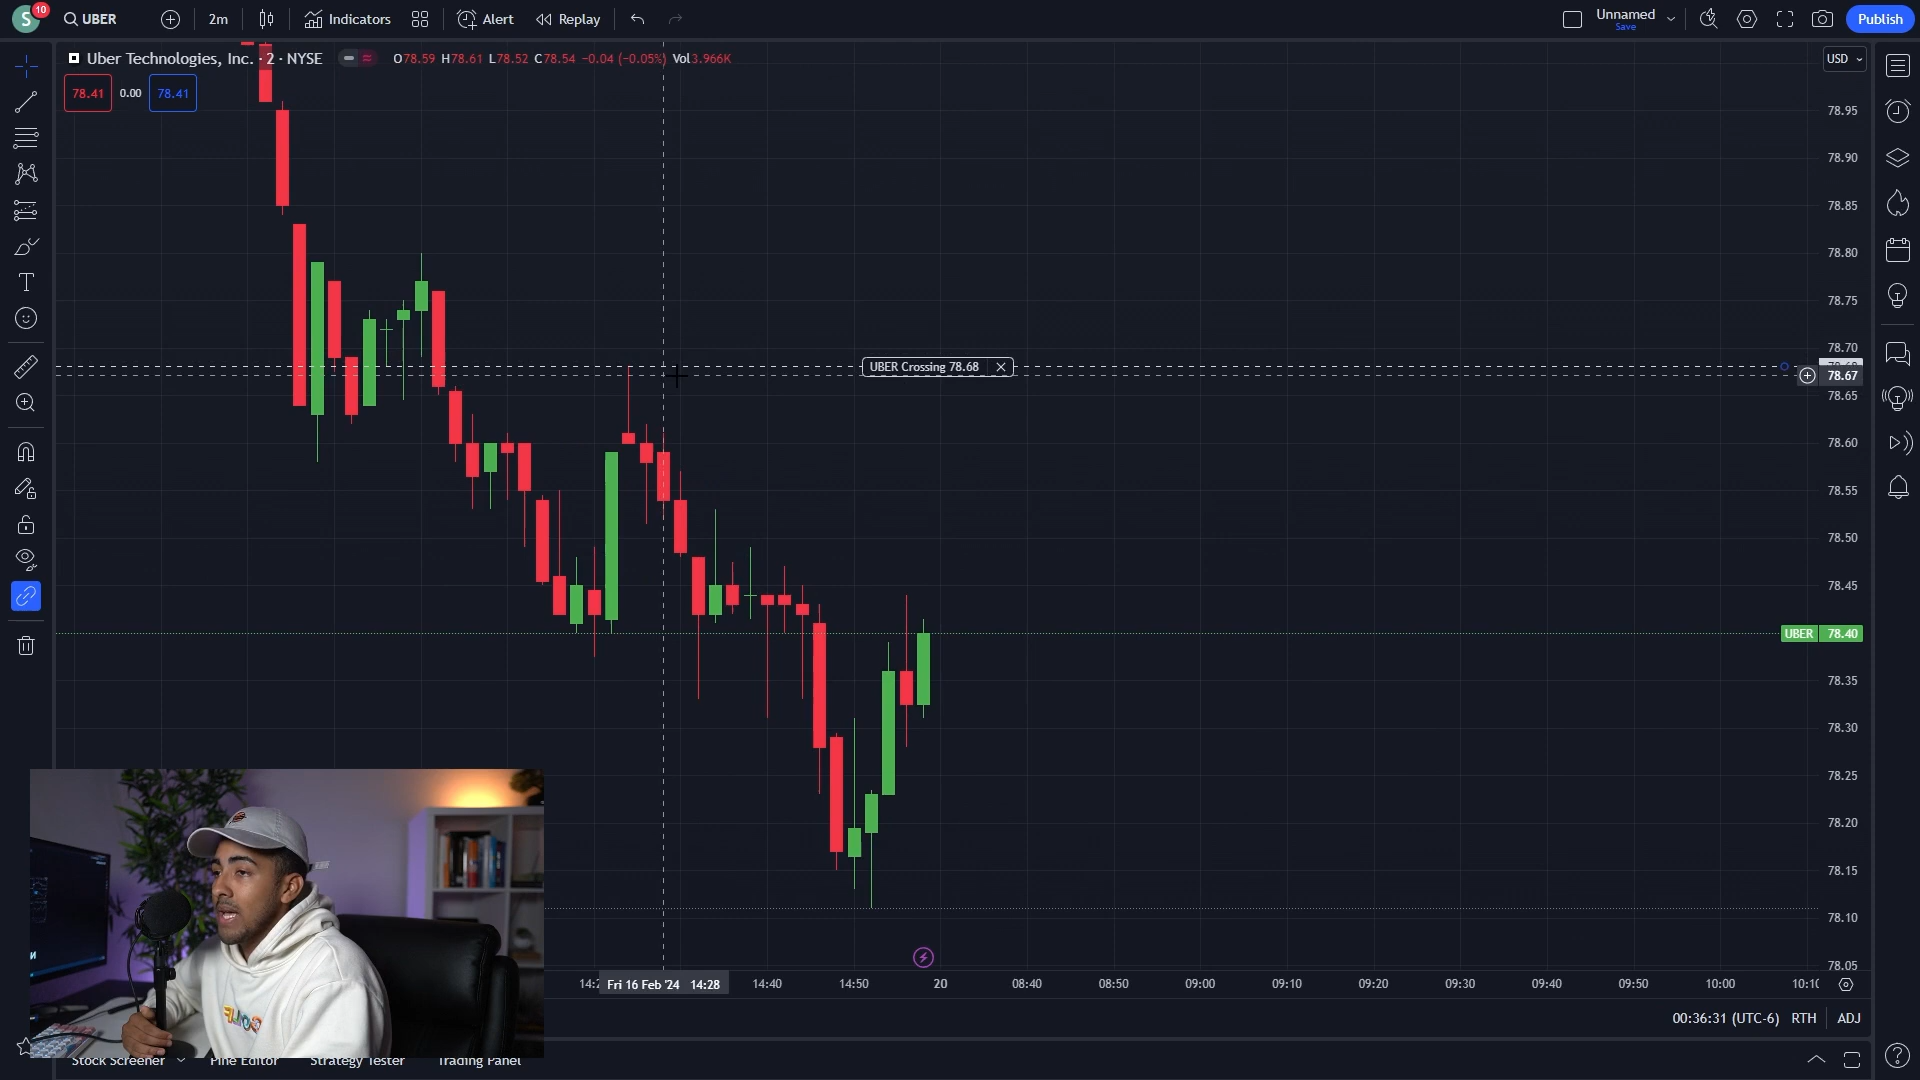 S 10 UBER 2m Indicators Alert Replay Unnamed Save Publish
Uber Technologies, Inc. · 2 · NYSE O78.59 H78.61 L78.52 C78.54 −0.04 (−0.05%) Vol3.966K
USD
78.41 0.00 78.41
78.95
78.90
78.85
78.80
78.75
78.70
UBER Crossing 78.68
78.67
78.65
78.60
78.55
78.50
78.45
UBER 78.40
78.35
78.30
78.25
78.20
78.15
78.10
78.05
Fri 16 Feb '24 14:28 14:40 14:50 20 08:40 08:50 09:00 09:10 09:20 09:30 09:40 09:50 10:00
00:36:31 (UTC-6) RTH ADJ
GOLF
Stock Screener Pine Editor Strategy Tester Trading Panel